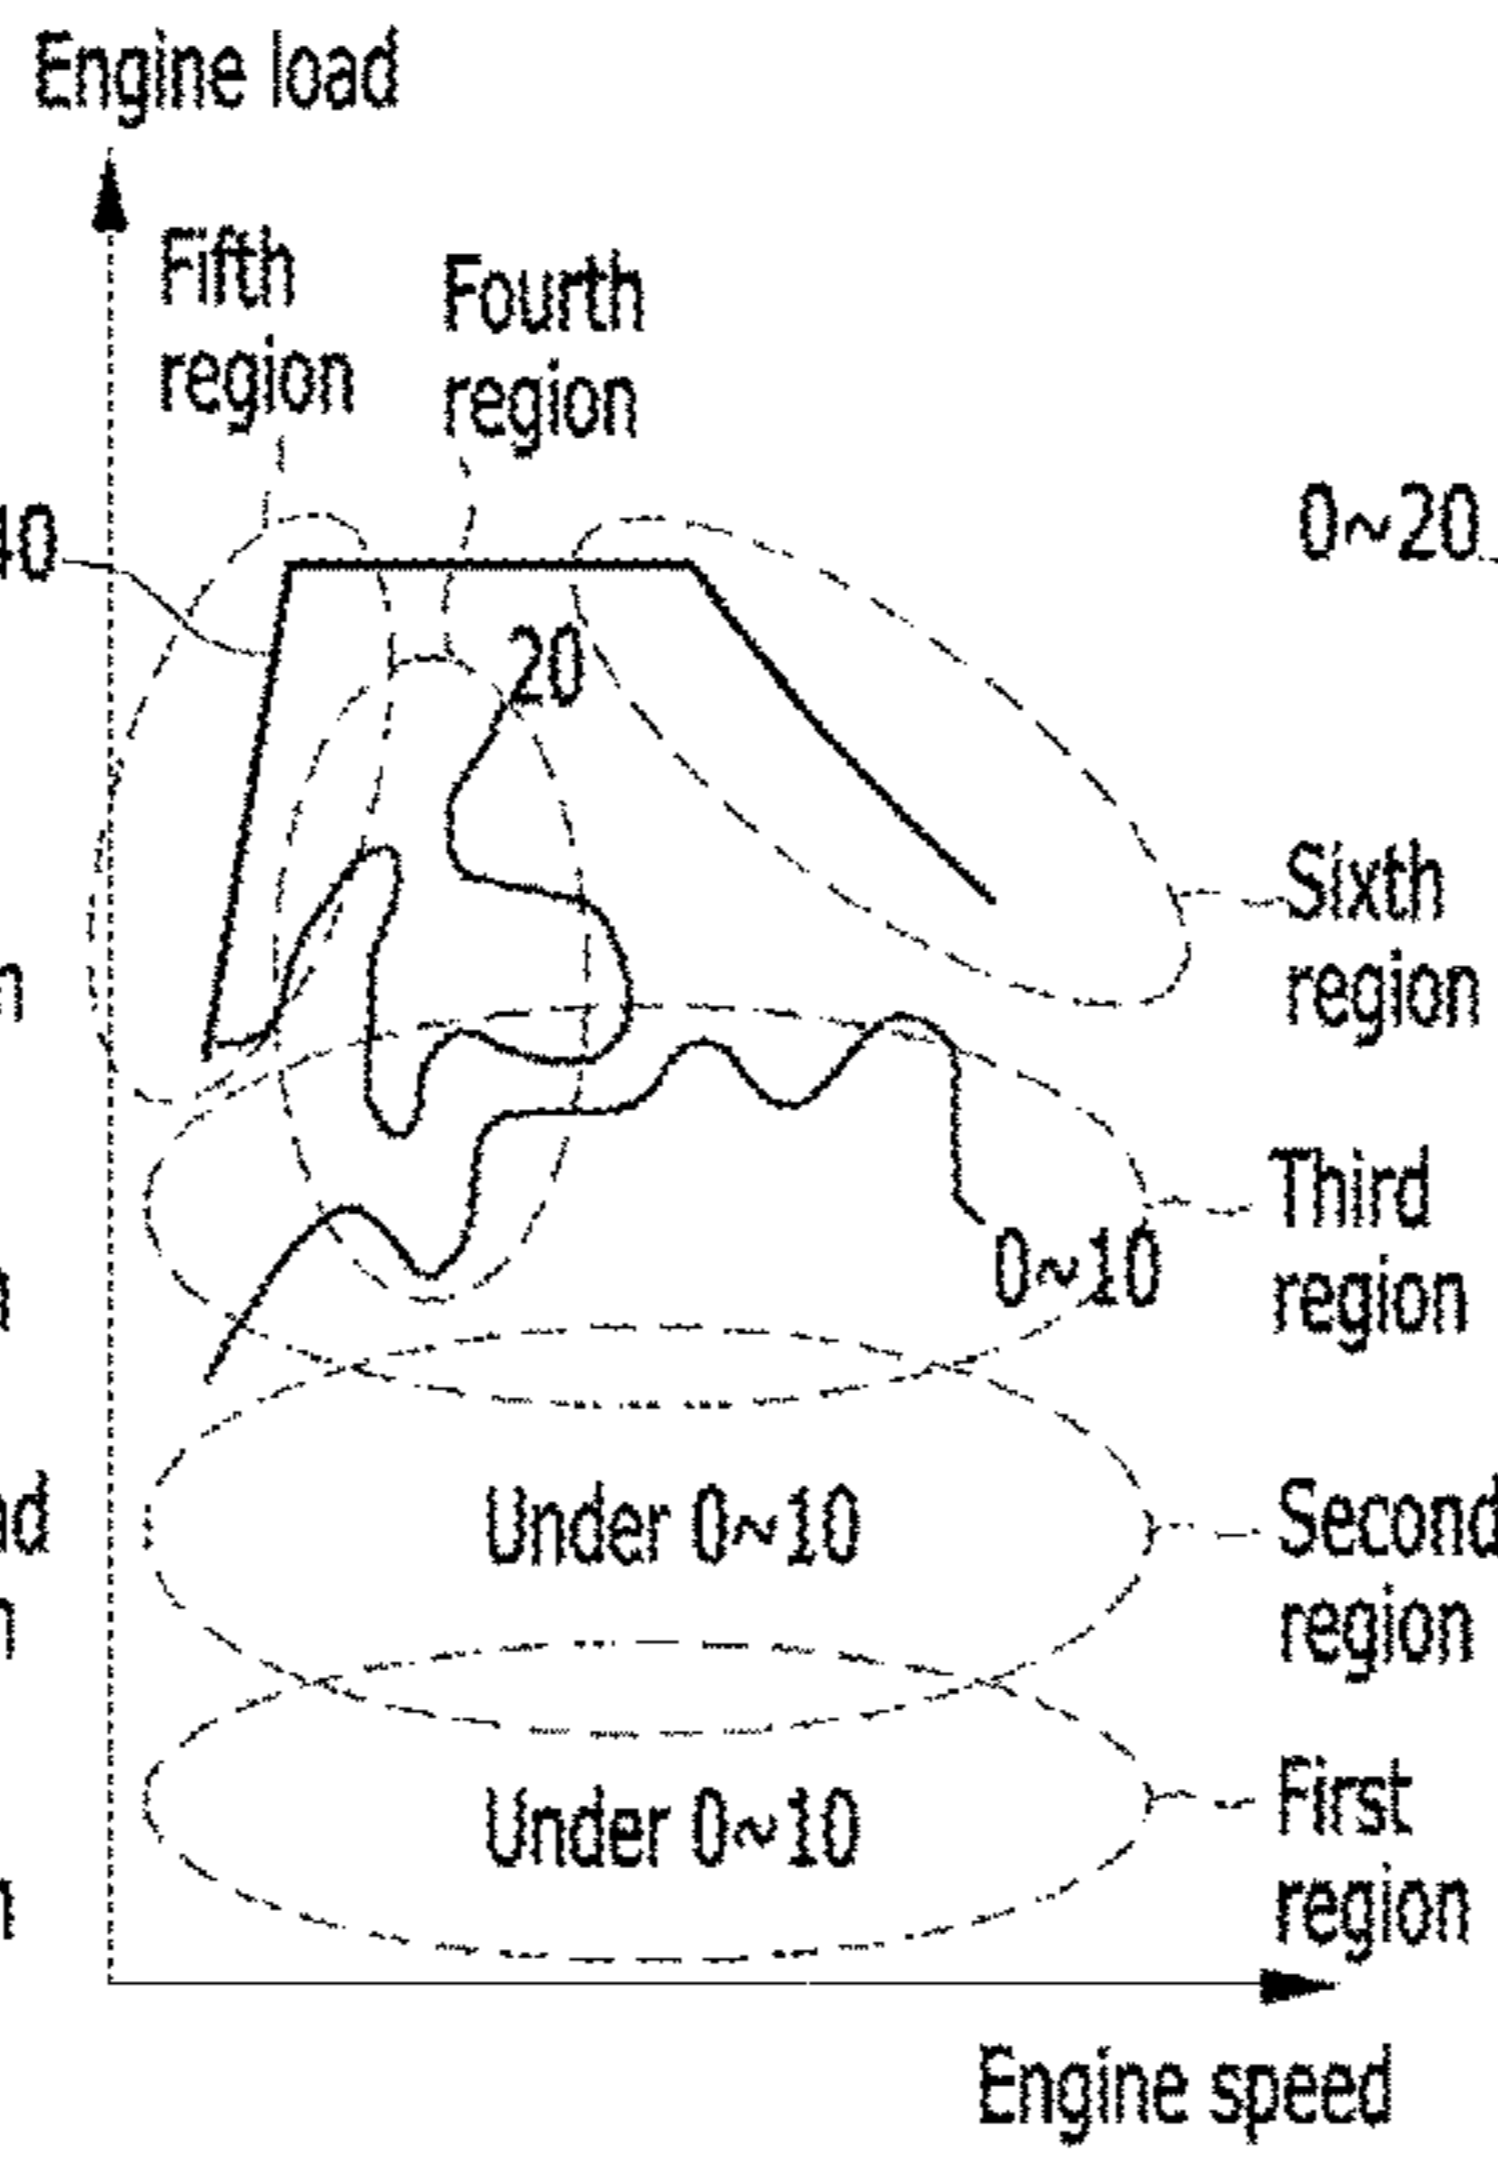 Engine load
Fifth
region
Fourth
region
40
0~20
20
Sixth
region
Third
region
0~10
Under 0~10
Second
region
Under 0~10
First
region
Engine speed